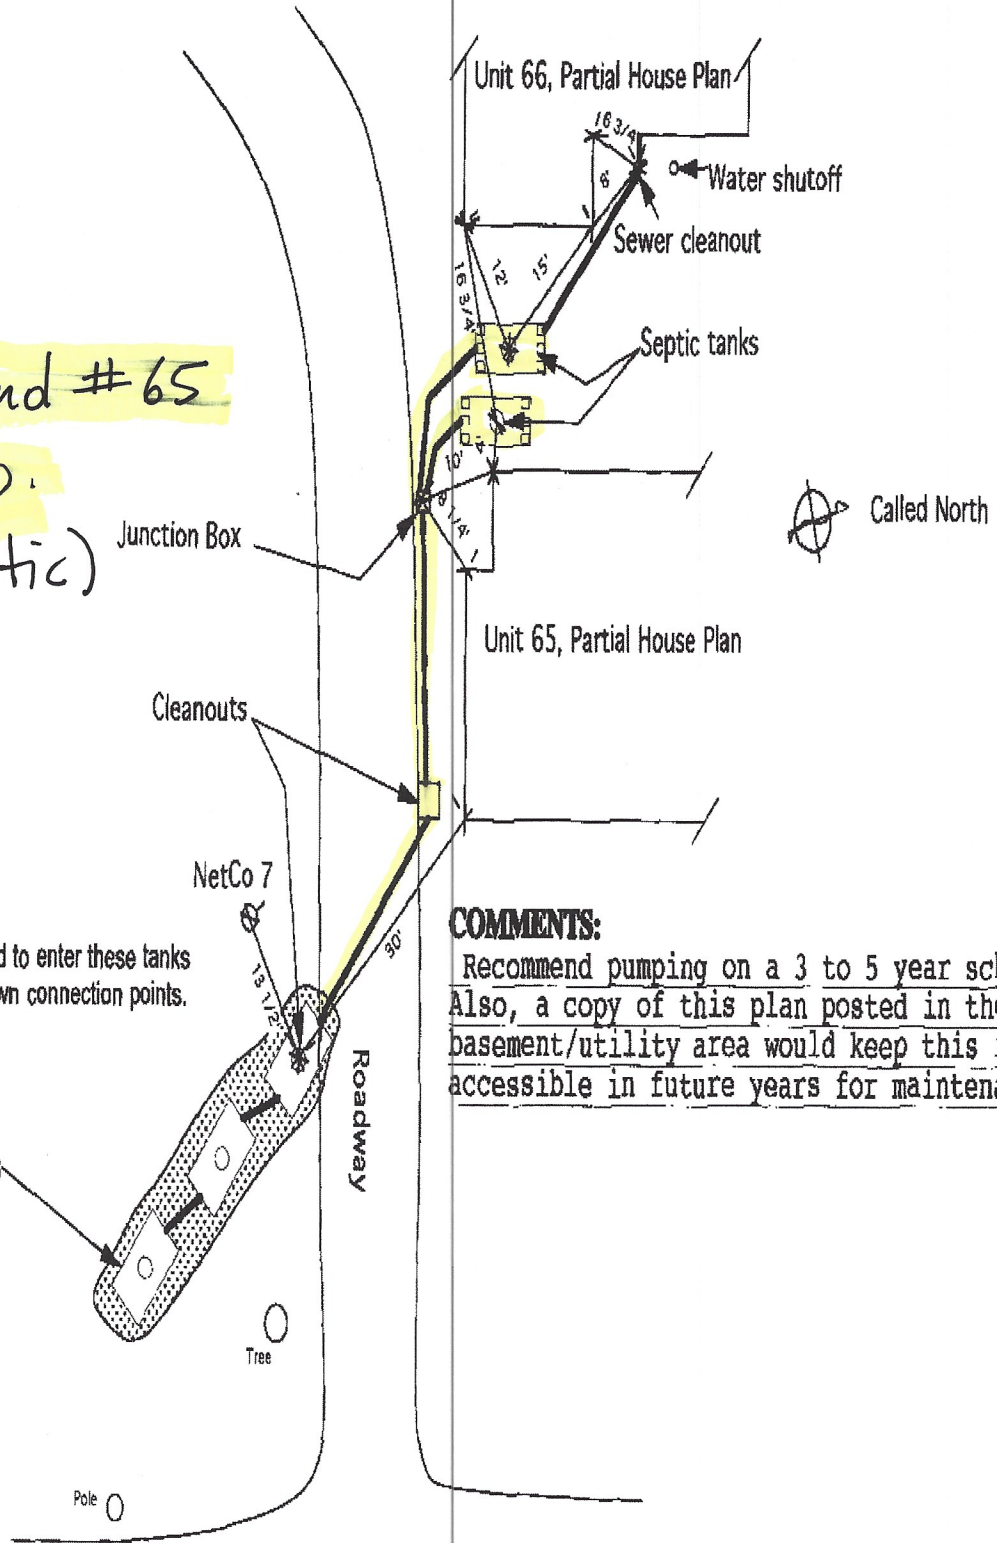 Unit 66, Partial House Plan
16 3/4'
8'
Water shutoff
Sewer cleanout
12'
15'
16 3/4'
Septic tanks
nd #65
10'
4'
8 1/4'
Junction Box
tic)
Called North
Unit 65, Partial House Plan
Cleanouts
NetCo 7
30'
13 1/2'
d to enter these tanks
wn connection points.
COMMENTS:
Recommend pumping on a 3 to 5 year sc
Also, a copy of this plan posted in the
basement/utility area would keep this
accessible in future years for maintena
Roadway
Tree
Pole